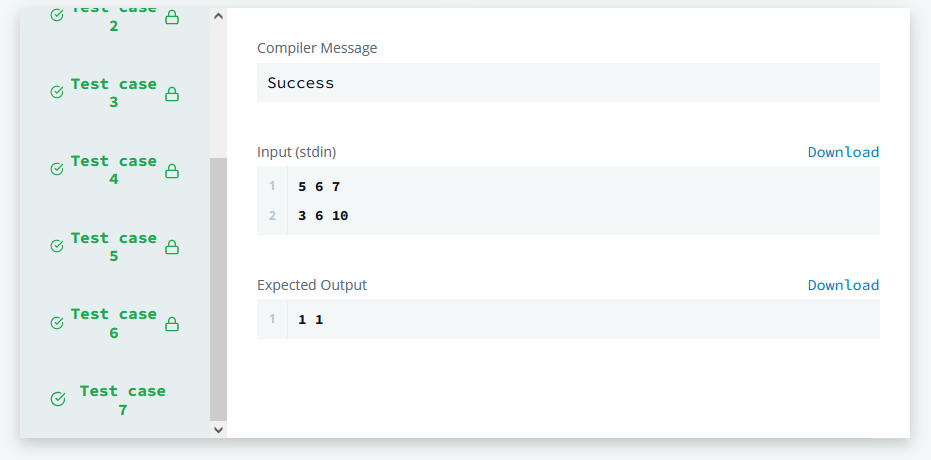 Test case
2
Test case
3
Test case
4
Test case
5
Test case
6
Test case
7
Compiler Message
Success
Input (stdin)
Download
1 5 6 7
2 3 6 10
Expected Output
Download
1 1 1